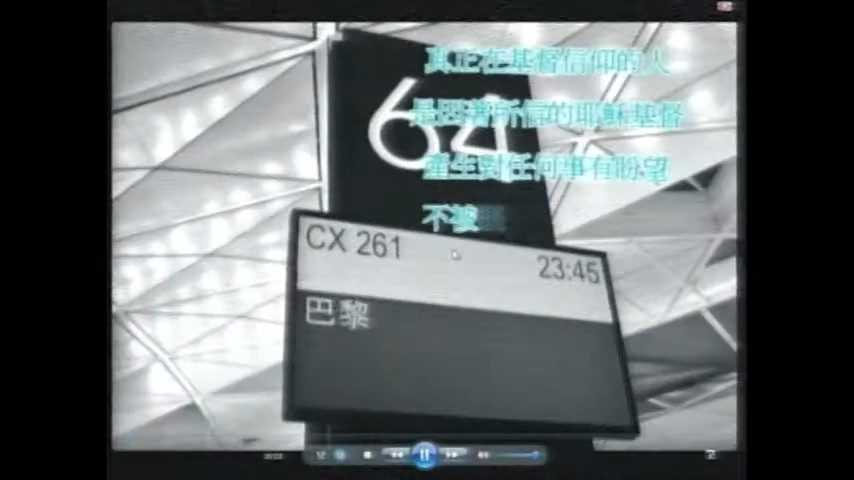 真正在基督信仰的人
是因著所信的耶穌基督
產生對任何事有盼望
不被
64
CX 261
23:45
巴黎